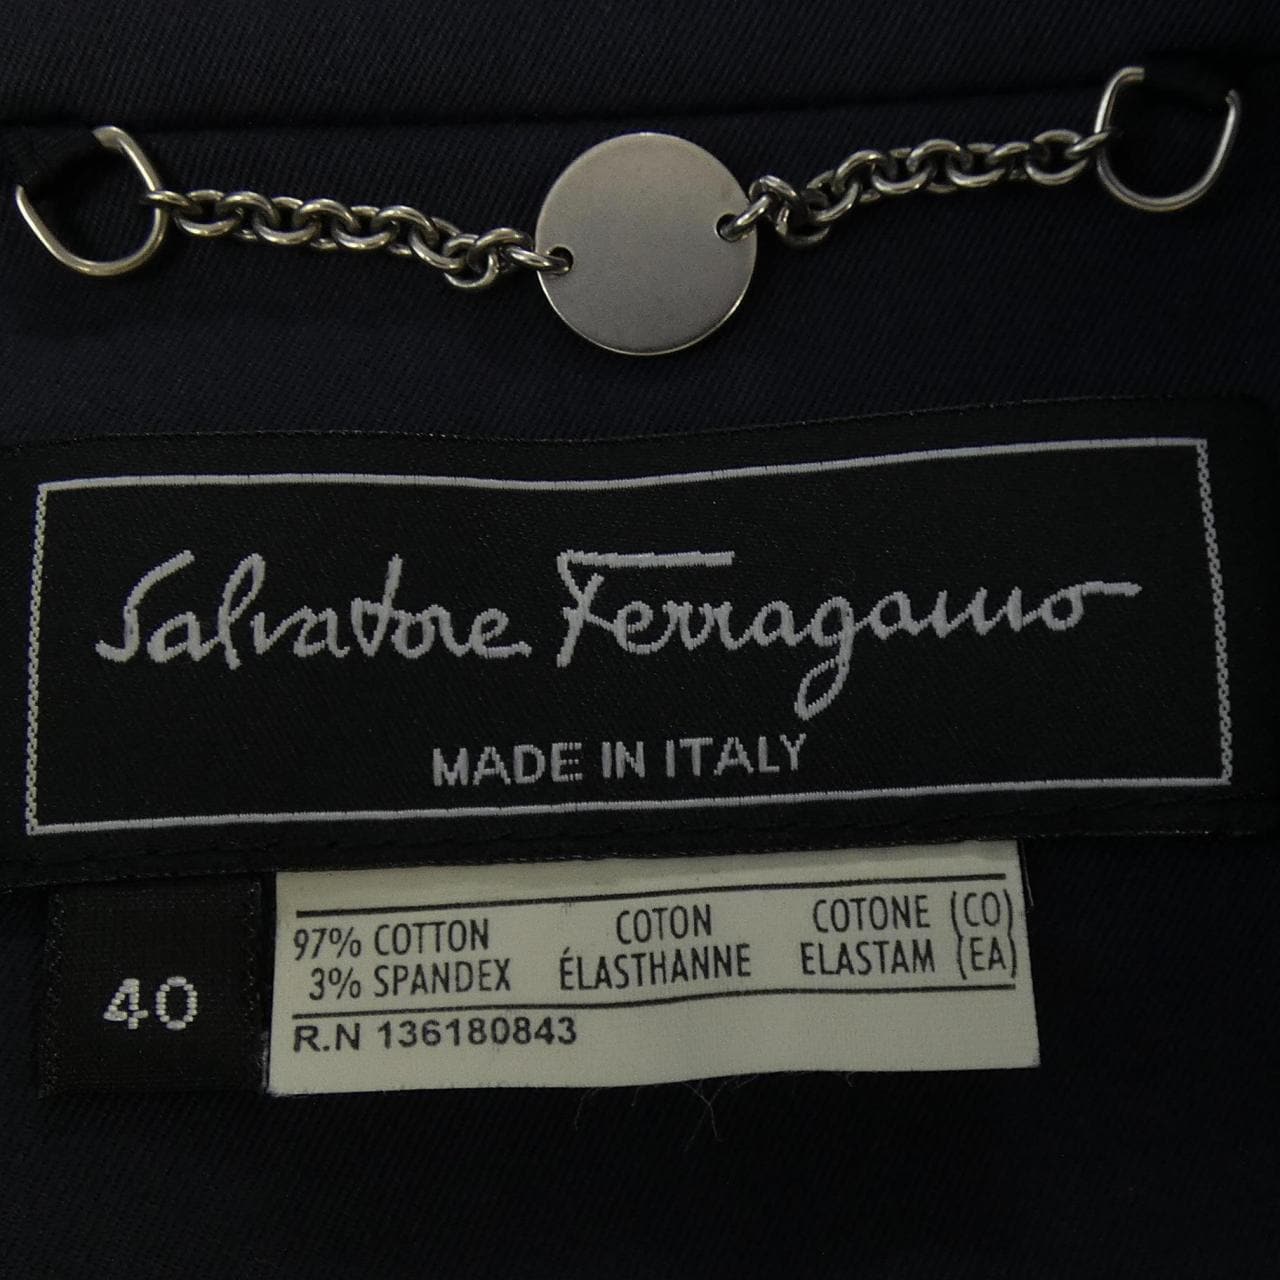 Salvatore Ferragamo
MADE IN ITALY
40
97% COTTON COTON COTONE (CO)
3% SPANDEX ÉLASTHANNE ELASTAM (EA)
R.N 136180843